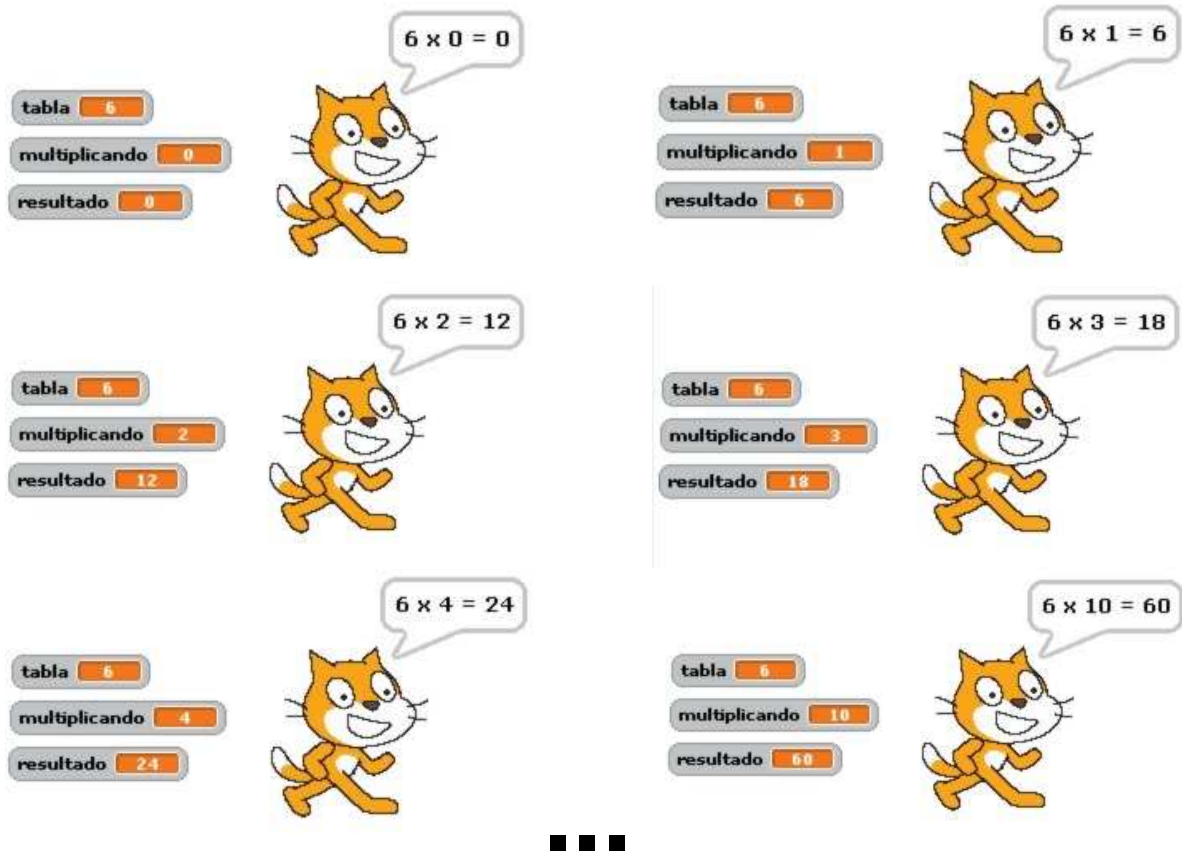 6 x 0 = 0
tabla 6
multiplicando 0
resultado 0
6 x 1 = 6
tabla 6
multiplicando 1
resultado 6
6 x 2 = 12
tabla 6
multiplicando 2
resultado 12
6 x 3 = 18
tabla 6
multiplicando 3
resultado 18
6 x 4 = 24
tabla 6
multiplicando 4
resultado 24
6 x 10 = 60
tabla 6
multiplicando 10
resultado 60
...